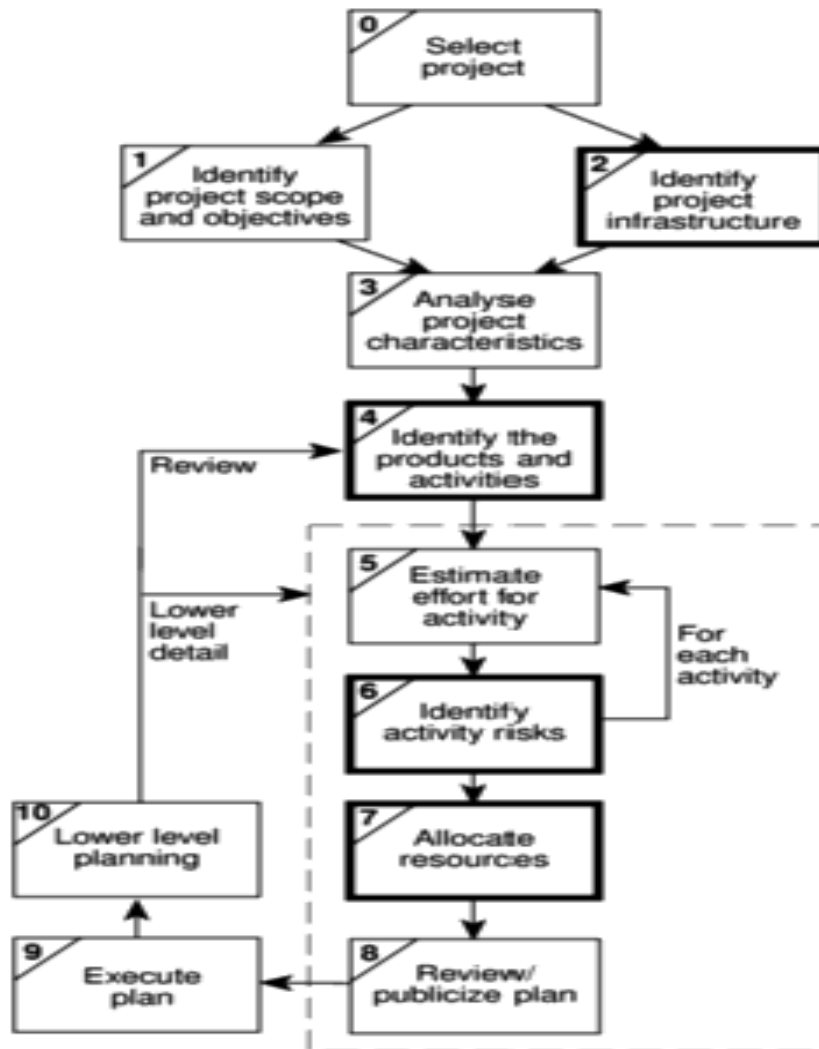 0
Select
project
1
Identify
project scope
and objectives
2
Identify
project
infrastructure
3
Analyse
project
characteristics
4
Identify the
products and
activities
Review
5
Estimate
effort for
activity
Lower
level
detail
For
each
activity
6
Identify
activity risks
7
Allocate
resources
10
Lower level
planning
8
Review/
publicize plan
9
Execute
plan